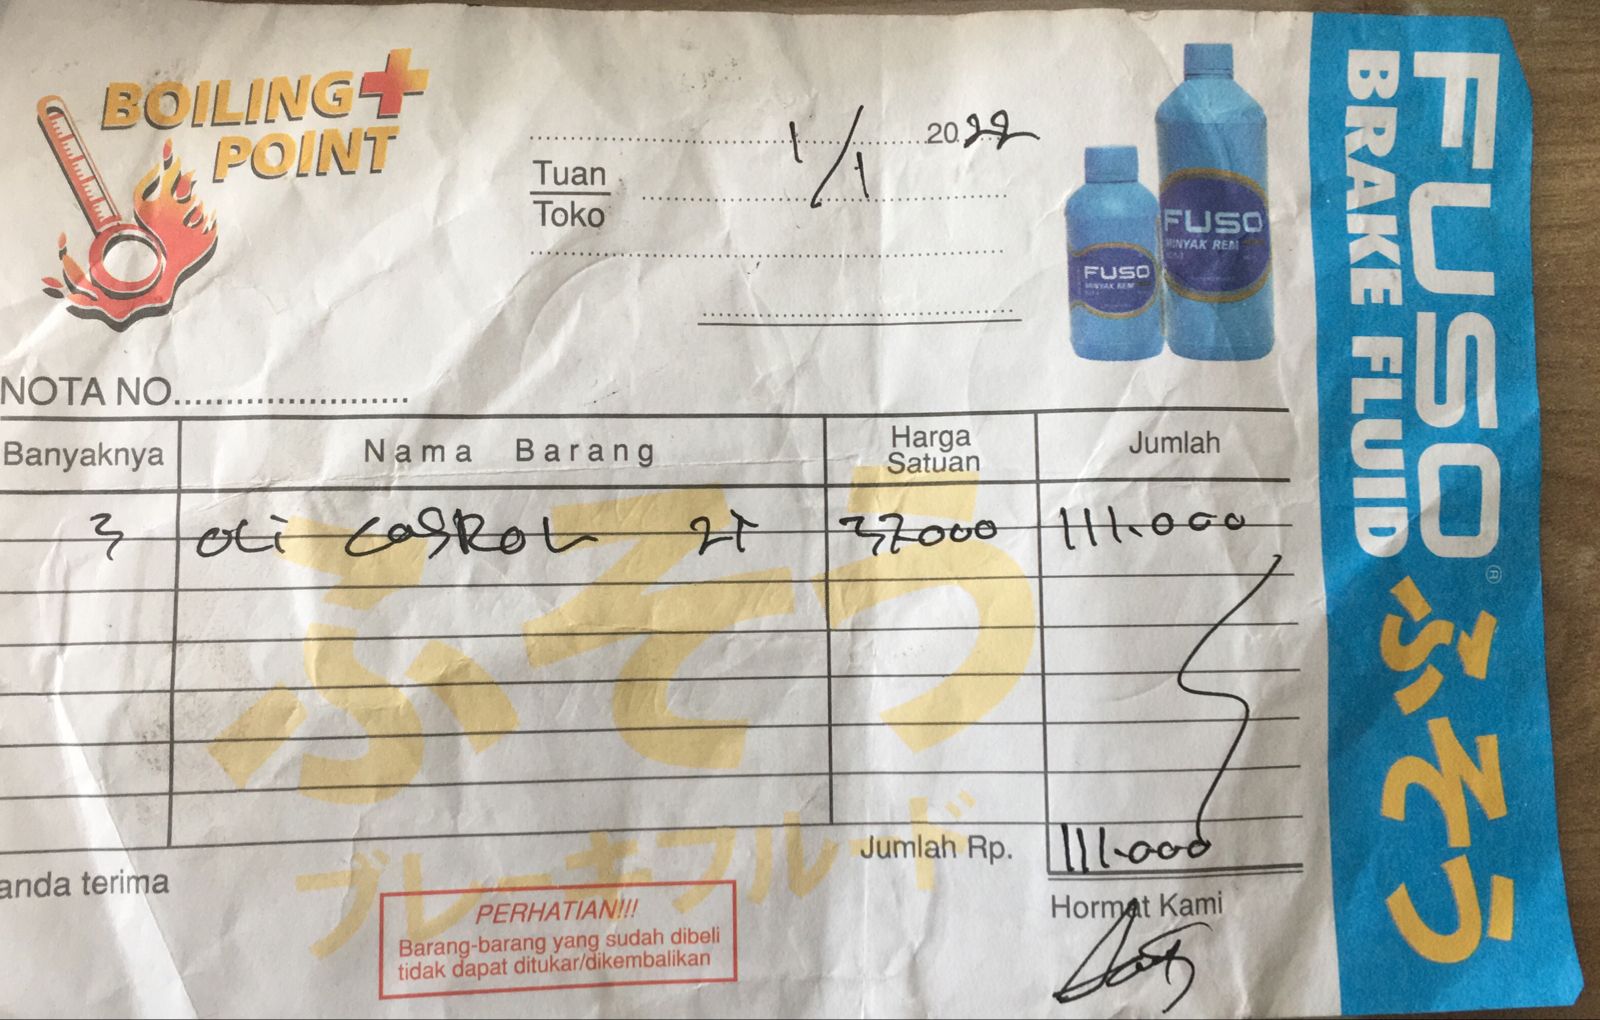 BOILING+
POINT
1/1 2022
Tuan
Toko
NOTA NO.......................
Banyaknya Nama Barang Harga Satuan Jumlah
3 OLi CASROL 2T 37.000 111.000
Jumlah Rp. 111.000
anda terima
Hormat Kami
PERHATIAN!!!
Barang-barang yang sudah dibeli
tidak dapat ditukar/dikembalikan
ふそう
ブレーキフルード
FUSO
MINYAK REM
FUSO
MINYAK REM
FUSO®ふそう
BRAKE FLUID